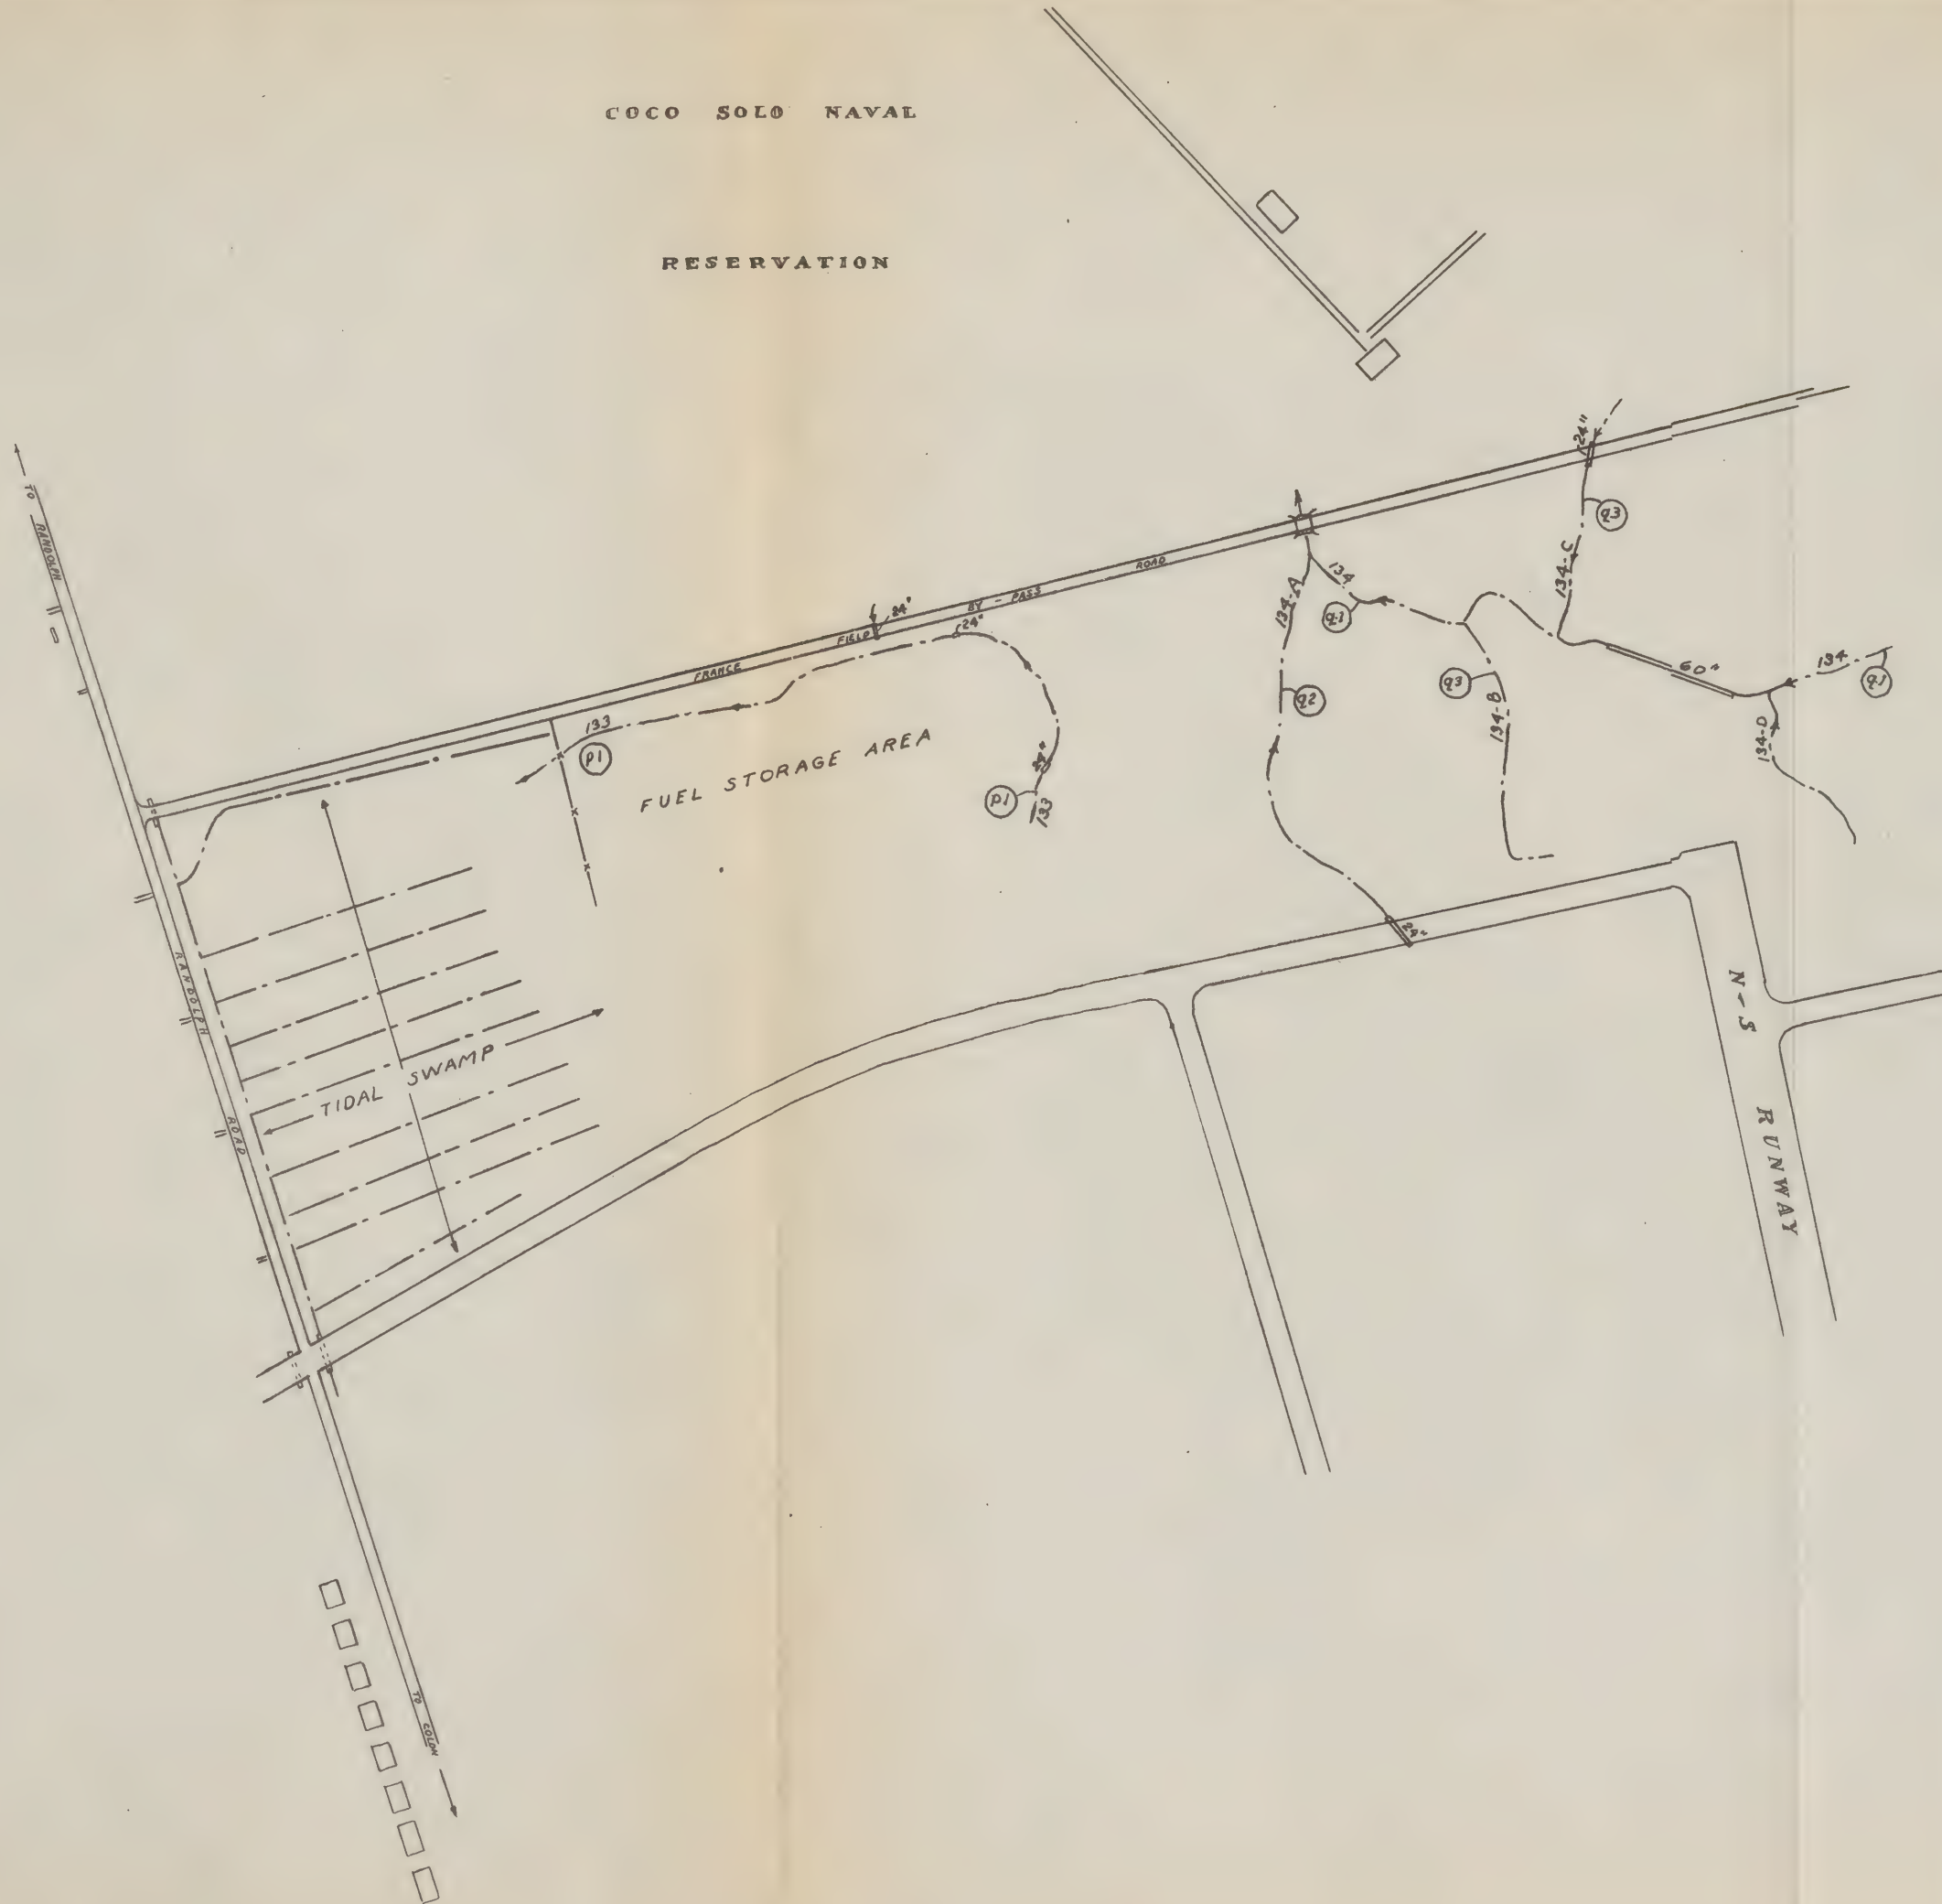 COCO SOLO NAVAL
RESERVATION
TO RANDOLPH
24"
q3
134-C
134
134-A
q1
ROAD
BY - PASS
24"
FIELD
24"
FRANCE
60"
134
q1
q3
q2
134-B
134-D
133
P1
FUEL STORAGE AREA
24"
P1
133
24"
RANDOLPH
N-S
TIDAL SWAMP
ROAD
RUNWAY
TO COLON